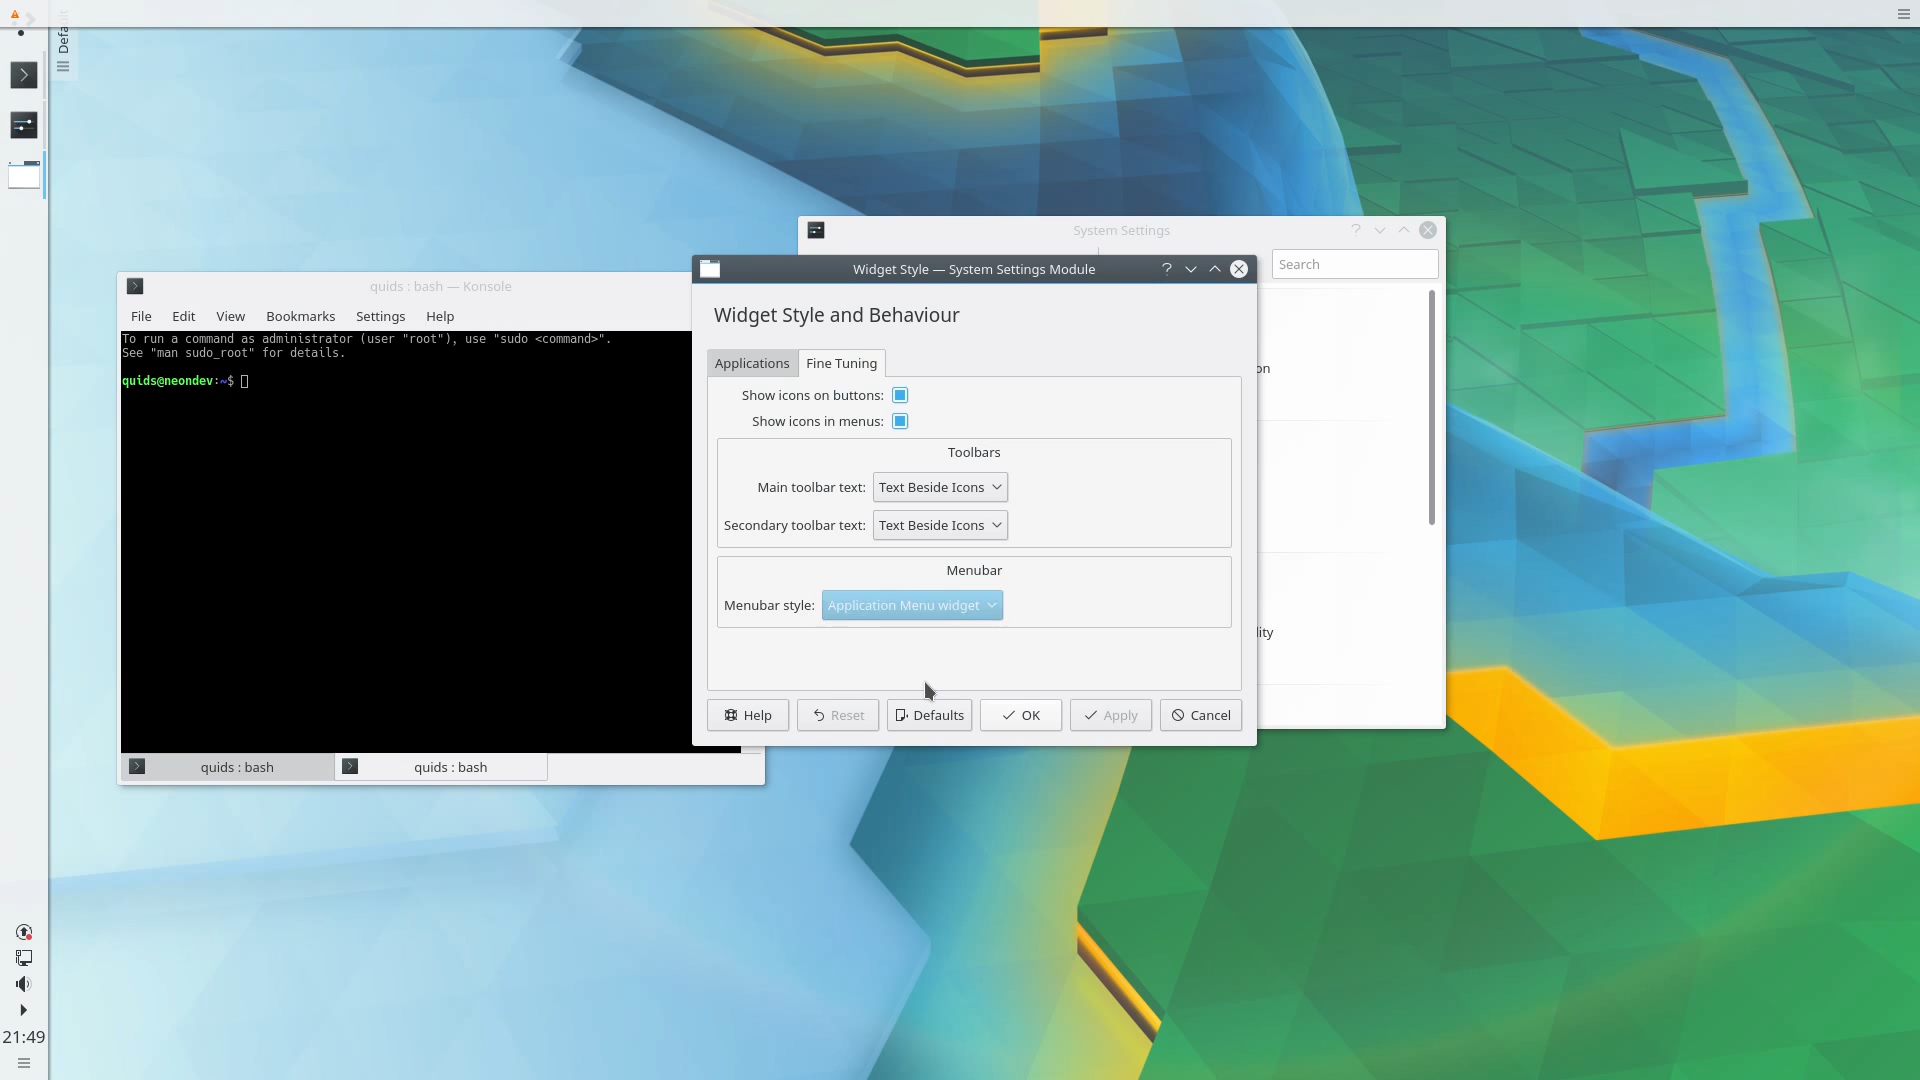 Default
System Settings
Search
on
lity
quids : bash — Konsole
File Edit View Bookmarks Settings Help
To run a command as administrator (user "root"), use "sudo <command>".
See "man sudo_root" for details.
quids@neondev:~$
quids : bash
quids : bash
Widget Style — System Settings Module
Widget Style and Behaviour
Applications
Fine Tuning
Show icons on buttons:
Show icons in menus:
Toolbars
Main toolbar text: Text Beside Icons
Secondary toolbar text: Text Beside Icons
Menubar
Menubar style: Application Menu widget
Help Reset Defaults OK Apply Cancel
21:49